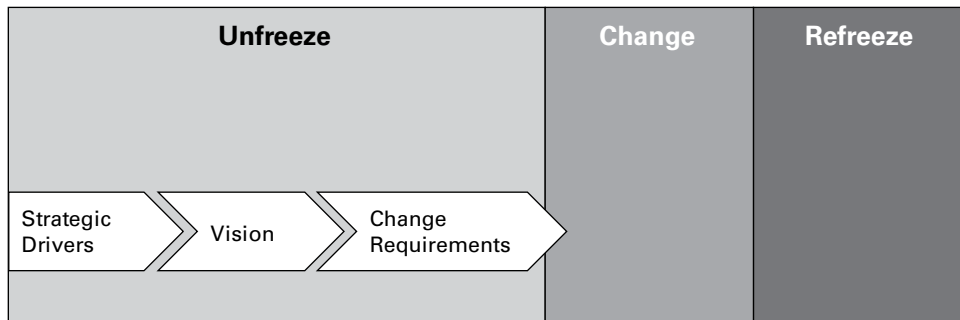 Unfreeze
Change
Refreeze
Strategic
Drivers
Vision
Change
Requirements